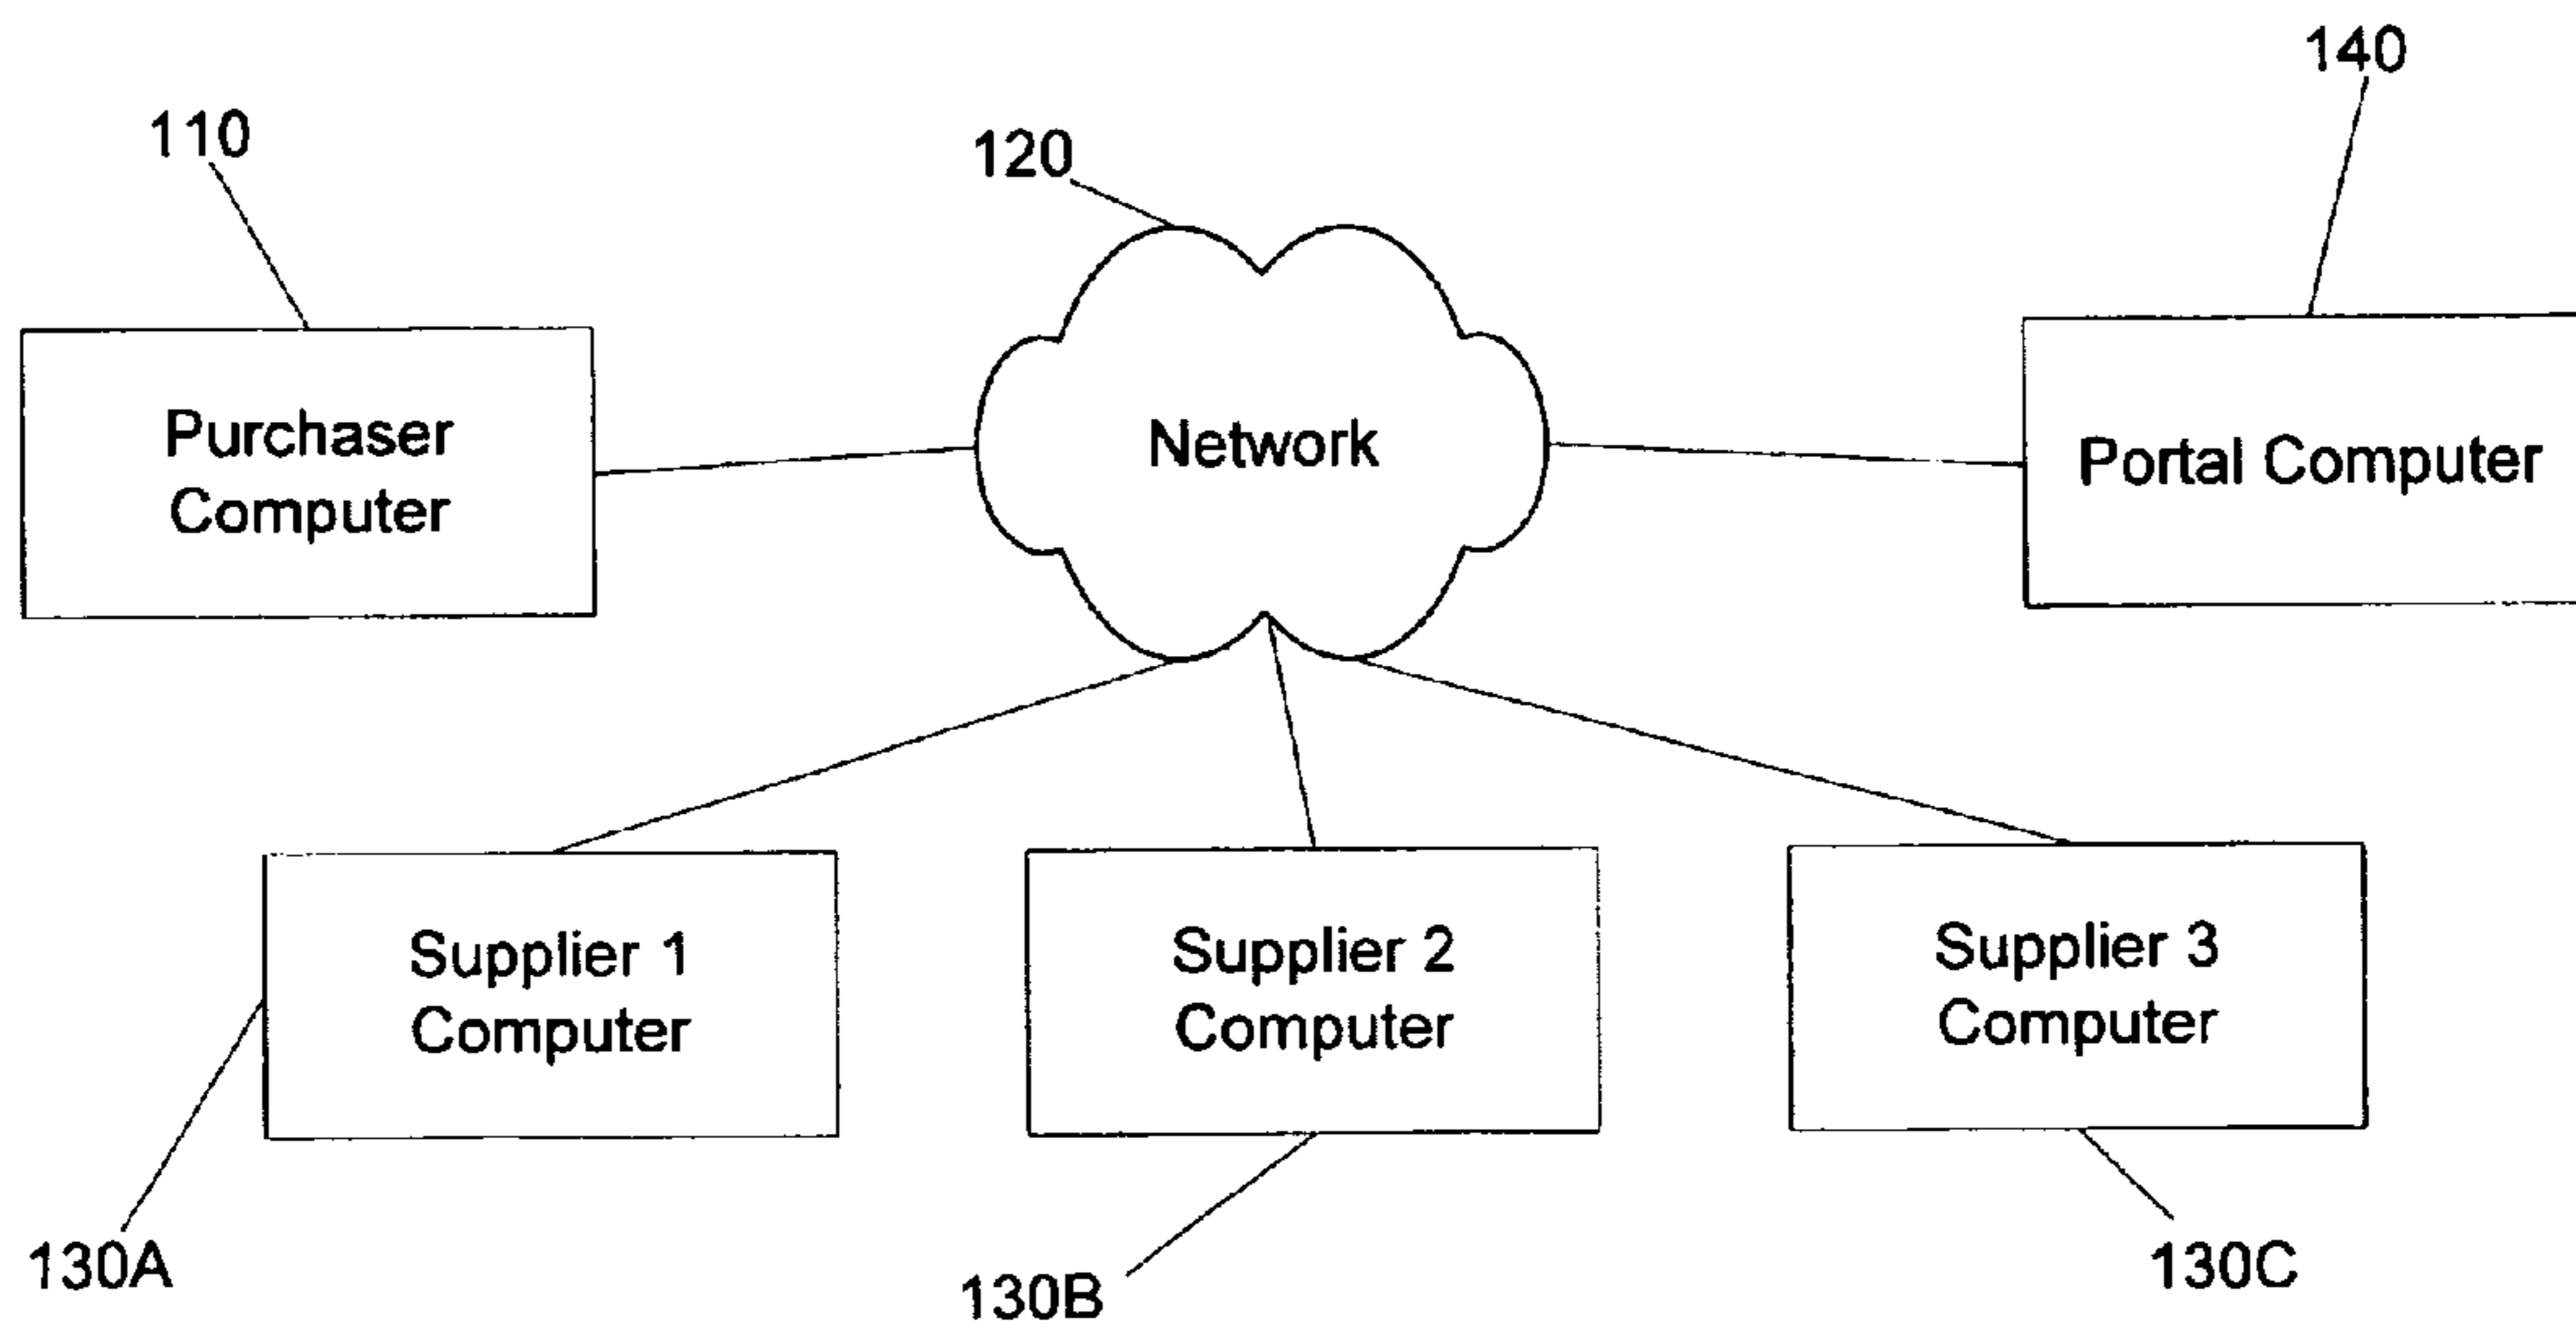 140
110
120
Purchaser
Computer
Network
Portal Computer
Supplier 1
Computer
Supplier 2
Computer
Supplier 3
Computer
130A
130B
130C